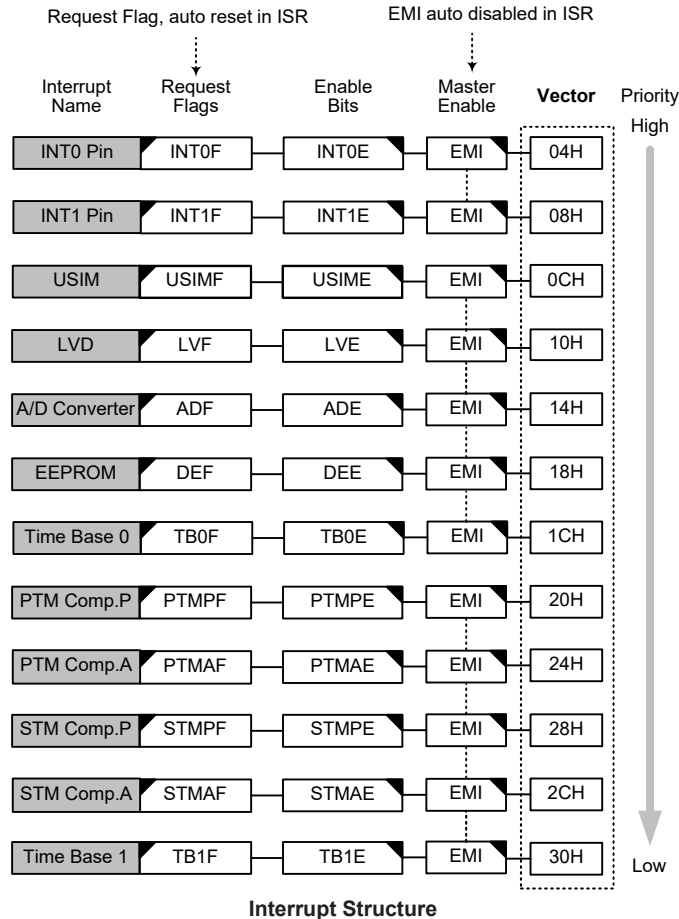 Request Flag, auto reset in ISR
EMI auto disabled in ISR
Interrupt Name
Request Flags
Enable Bits
Master Enable
Vector
Priority
High
INT0 Pin INT0F INT0E EMI 04H
INT1 Pin INT1F INT1E EMI 08H
USIM USIMF USIME EMI 0CH
LVD LVF LVE EMI 10H
A/D Converter ADF ADE EMI 14H
EEPROM DEF DEE EMI 18H
Time Base 0 TB0F TB0E EMI 1CH
PTM Comp.P PTMPF PTMPE EMI 20H
PTM Comp.A PTMAF PTMAE EMI 24H
STM Comp.P STMPF STMPE EMI 28H
STM Comp.A STMAF STMAE EMI 2CH
Time Base 1 TB1F TB1E EMI 30H
Low
Interrupt Structure